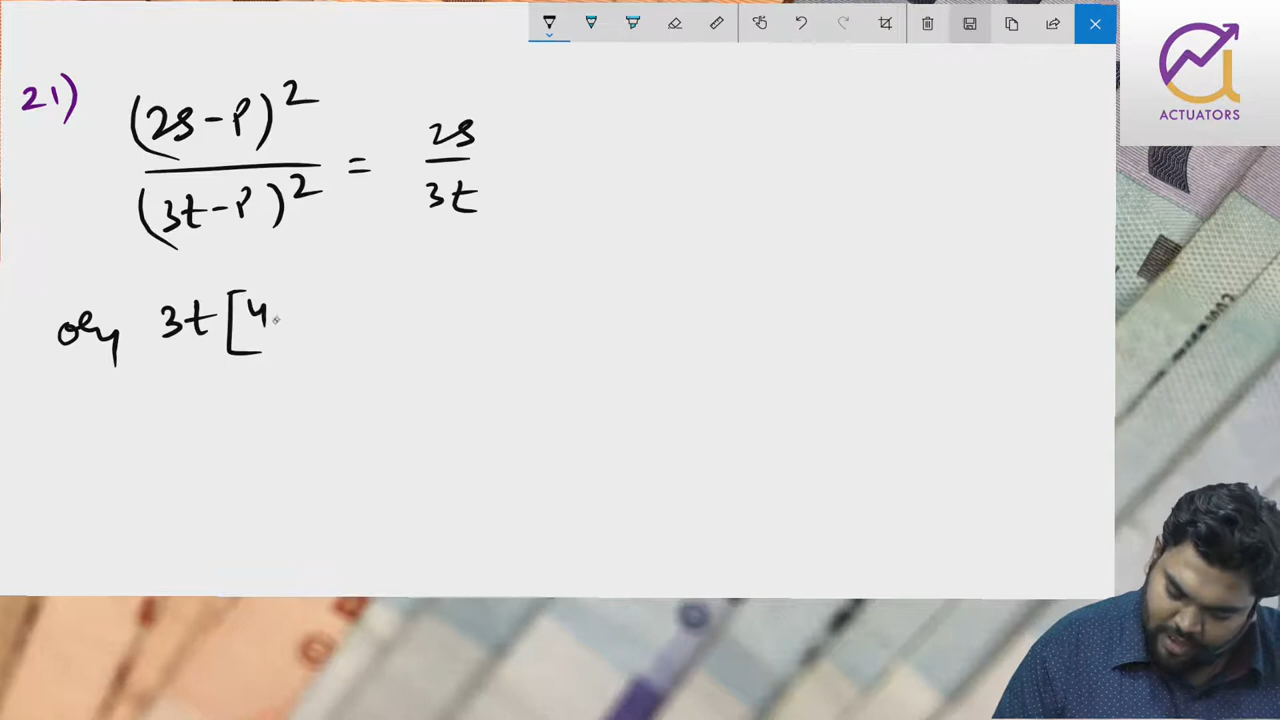 21) (2s-p)^2 / (3t-p)^2 = 2s / 3t
or, 3t [4
ACTUATORS